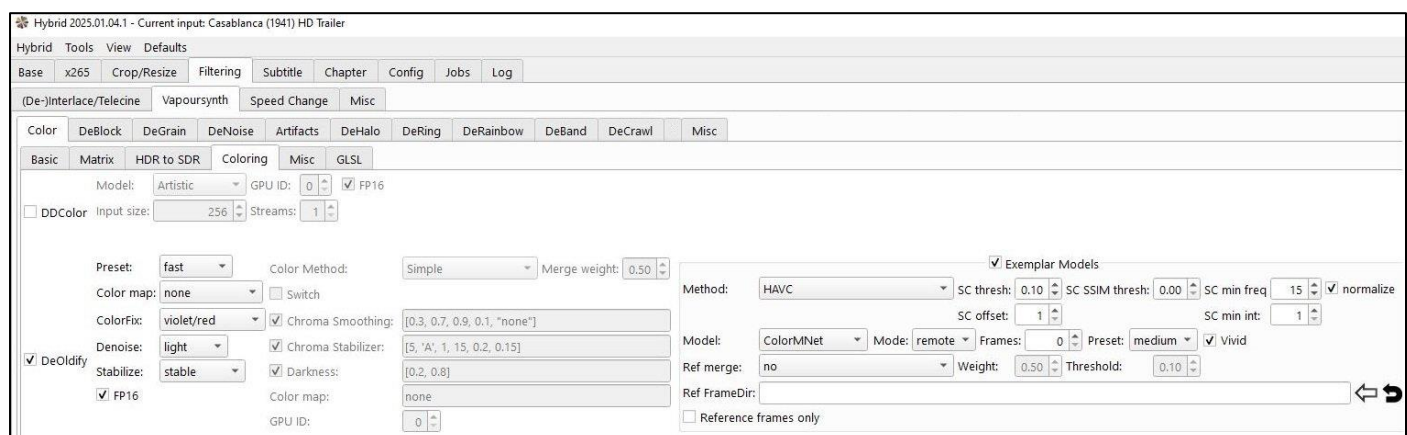 Hybrid 2025.01.04.1 - Current input: Casablanca (1941) HD Trailer
Hybrid Tools View Defaults
Base x265 Crop/Resize Filtering Subtitle Chapter Config Jobs Log
(De-)Interlace/Telecine Vapoursynth Speed Change Misc
Color DeBlock DeGrain DeNoise Artifacts DeHalo DeRing DeRainbow DeBand DeCrawl Misc
Basic Matrix HDR to SDR Coloring Misc GLSL
Model: Artistic GPU ID: 0 FP16
DDColor Input size: 256 Streams: 1
Preset: fast Color Method: Simple Merge weight: 0.50
Exemplar Models
Color map: none Switch
Method: HAVC SC thresh: 0.10 SC SSIM thresh: 0.00 SC min freq 15 normalize
ColorFix: violet/red Chroma Smoothing: [0.3, 0.7, 0.9, 0.1, "none"]
SC offset: 1 SC min int: 1
Denoise: light Chroma Stabilizer: [5, 'A', 1, 15, 0.2, 0.15]
Model: ColorMNet Mode: remote Frames: 0 Preset: medium Vivid
DeOldify
Stabilize: stable Darkness: [0.2, 0.8]
Ref merge: no Weight: 0.50 Threshold: 0.10
FP16 Color map: none
Ref FrameDir:
GPU ID: 0
Reference frames only